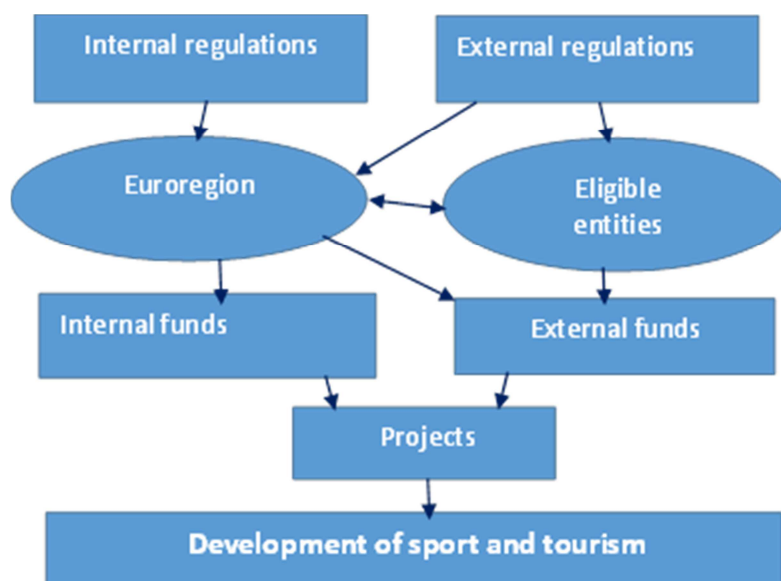 Internal regulations
External regulations
Euroregion
Eligible
entities
Internal funds
External funds
Projects
Development of sport and tourism